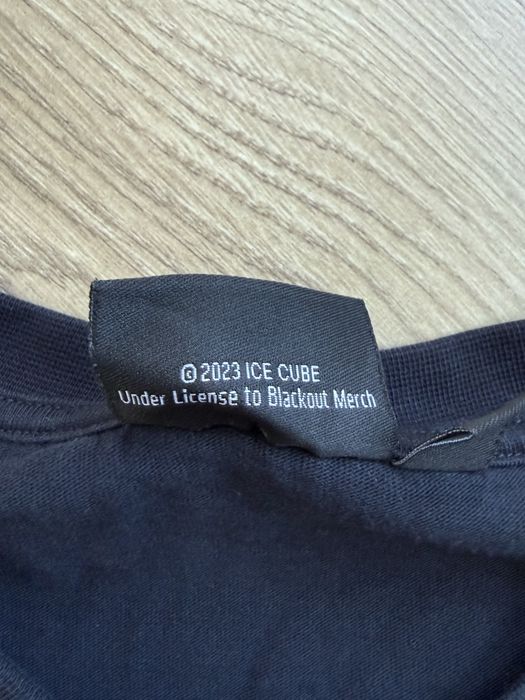 ©2023 ICE CUBE
Under License to Blackout Merch